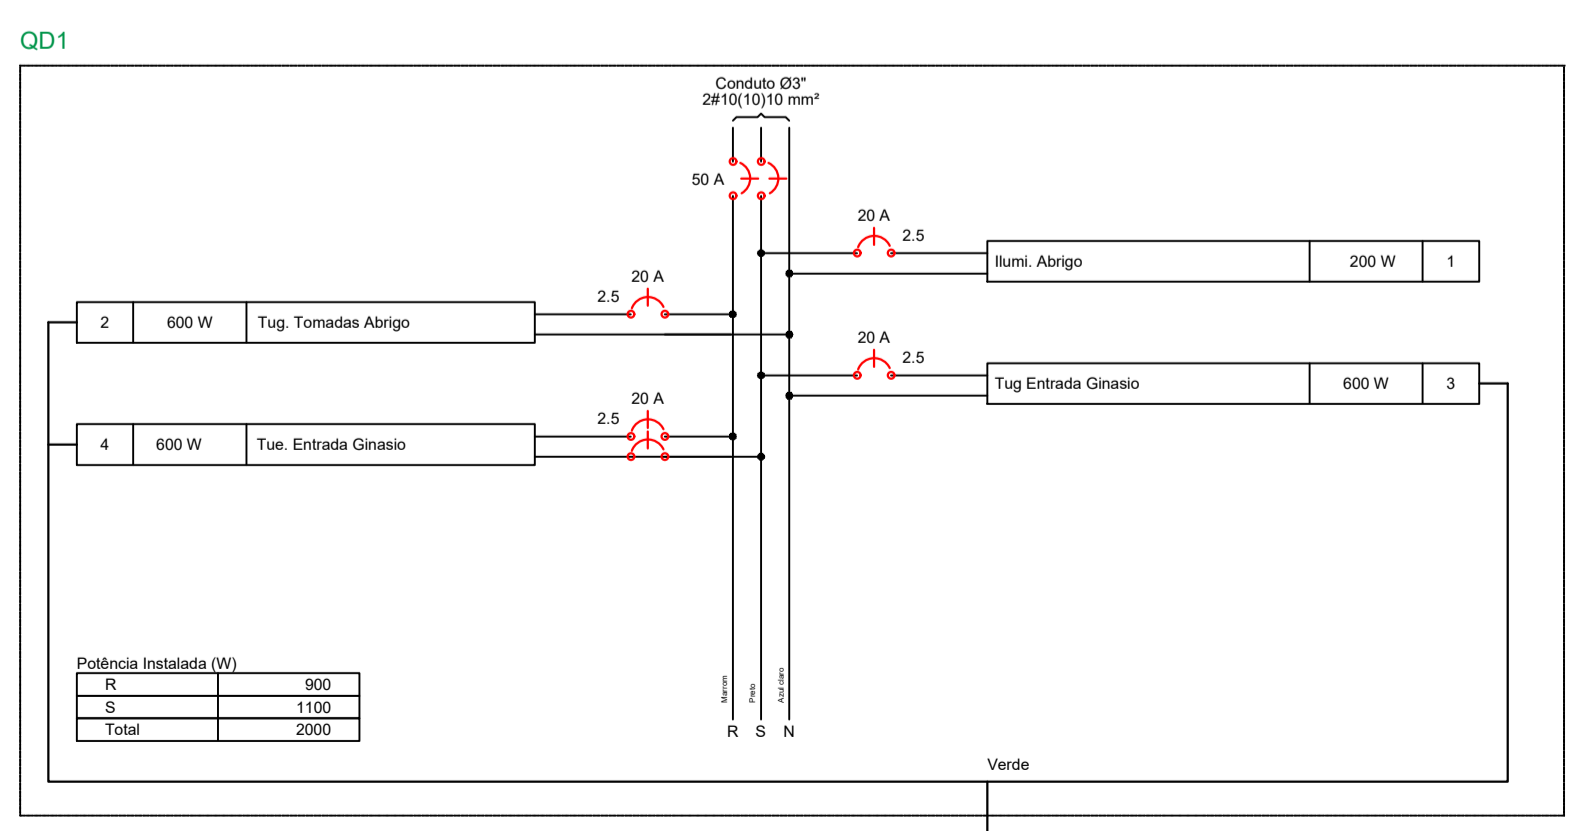 QD1
Conduto Ø3"
2#10(10)10 mm²
50 A
20 A
2.5
Ilumi. Abrigo 200 W 1
20 A
2.5
2 600 W Tug. Tomadas Abrigo
20 A
2.5
Tug Entrada Ginasio 600 W 3
20 A
2.5
4 600 W Tue. Entrada Ginasio
Potência Instalada (W)
R 900
S 1100
Total 2000
Marrom
Preto
Azul claro
R S N
Verde